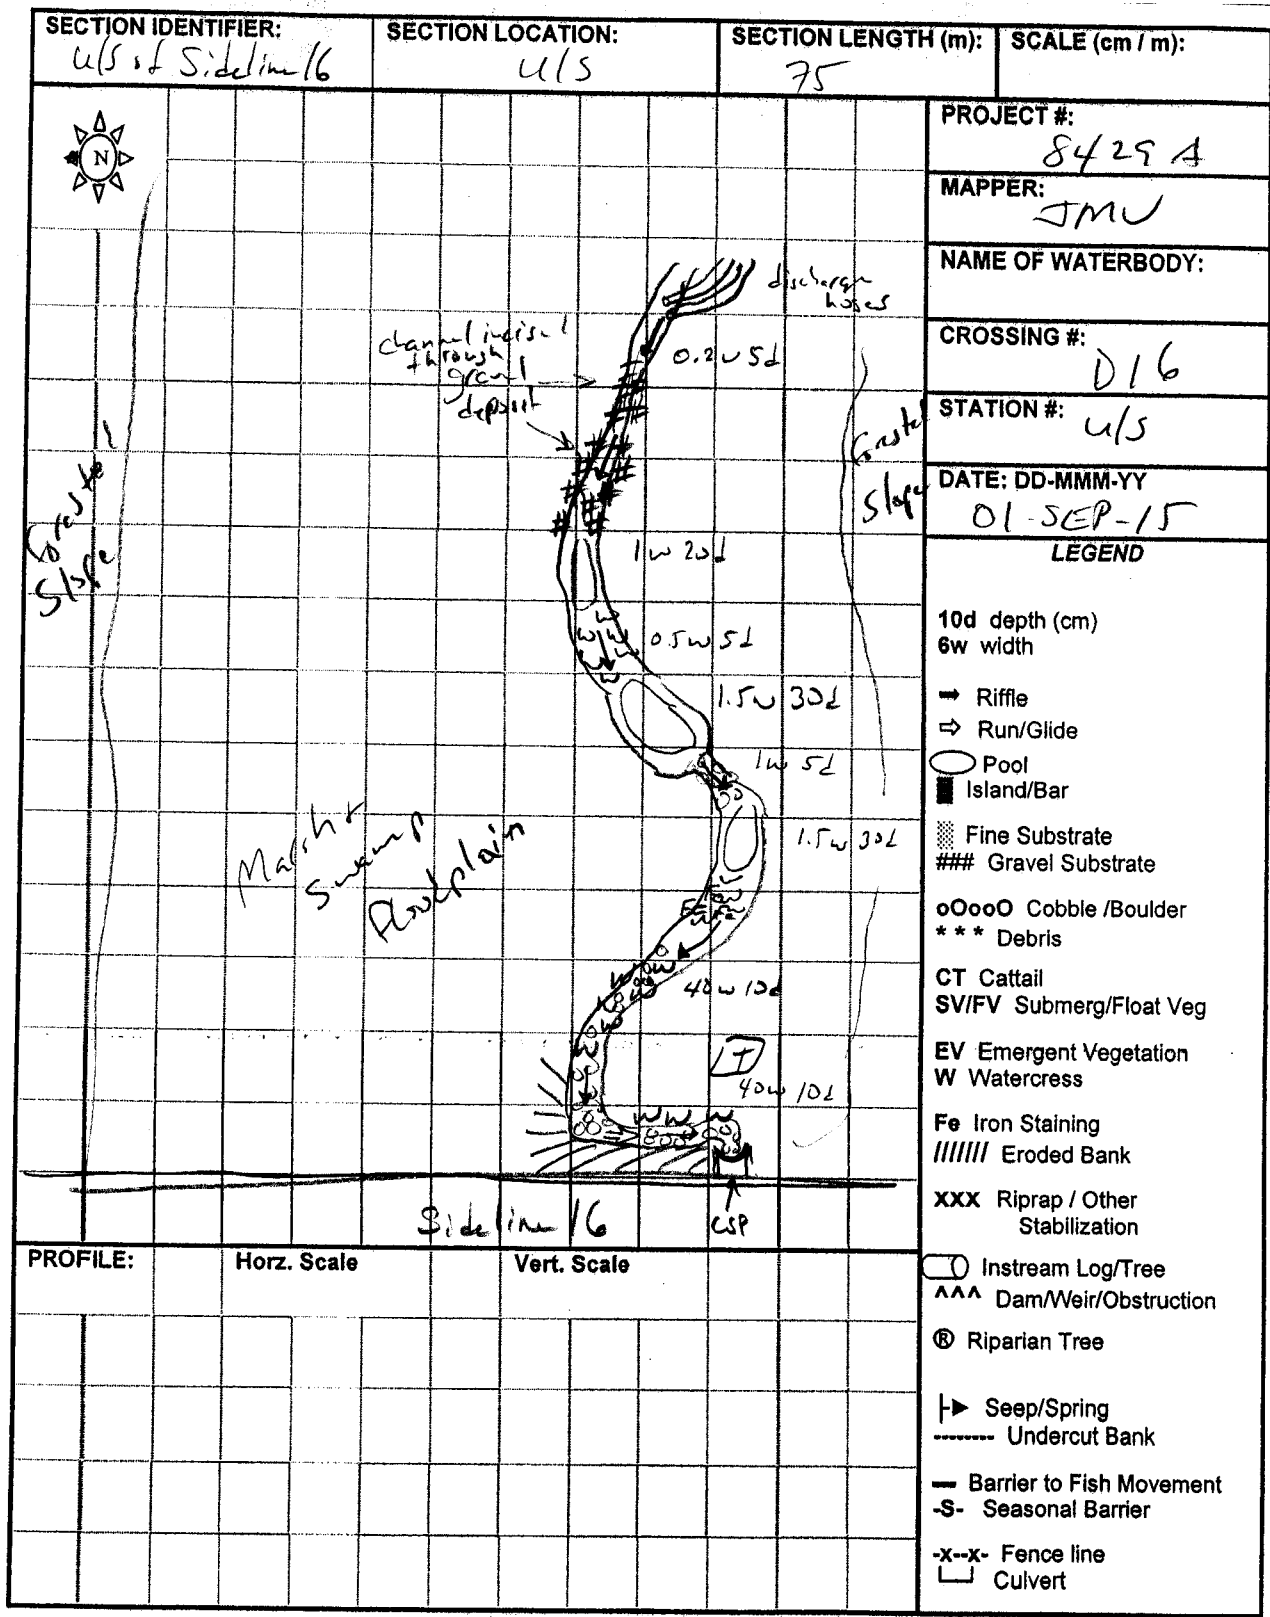 SECTION IDENTIFIER:
U/S of Sideline 16
SECTION LOCATION:
U/S
SECTION LENGTH (m):
75
SCALE (cm / m):
N
PROJECT #:
8429 A
MAPPER:
JMV
NAME OF WATERBODY:
CROSSING #:
D16
STATION #:
U/S
DATE: DD-MMM-YY
01-SEP-15
discharge
hoses
channel incised
through
gravel
deposit
0.2w 5d
Forested
Slope
Forested
Slope
1w 20d
0.5w 5d
1.5w 30d
1w 5d
1.5w 30d
Marsh +
Swamp
Floodplain
Fe
40w 10d
40w 10d
W W W
Sideline 16
CSP
LEGEND
10d depth (cm)
6w width
Riffle
Run/Glide
Pool
Island/Bar
Fine Substrate
### Gravel Substrate
oOooO Cobble /Boulder
* * * Debris
CT Cattail
SV/FV Submerg/Float Veg
EV Emergent Vegetation
W Watercress
Fe Iron Staining
/////// Eroded Bank
XXX Riprap / Other
Stabilization
Instream Log/Tree
^^^ Dam/Weir/Obstruction
® Riparian Tree
Seep/Spring
-------- Undercut Bank
Barrier to Fish Movement
-S- Seasonal Barrier
-x--x- Fence line
Culvert
PROFILE:
Horz. Scale
Vert. Scale